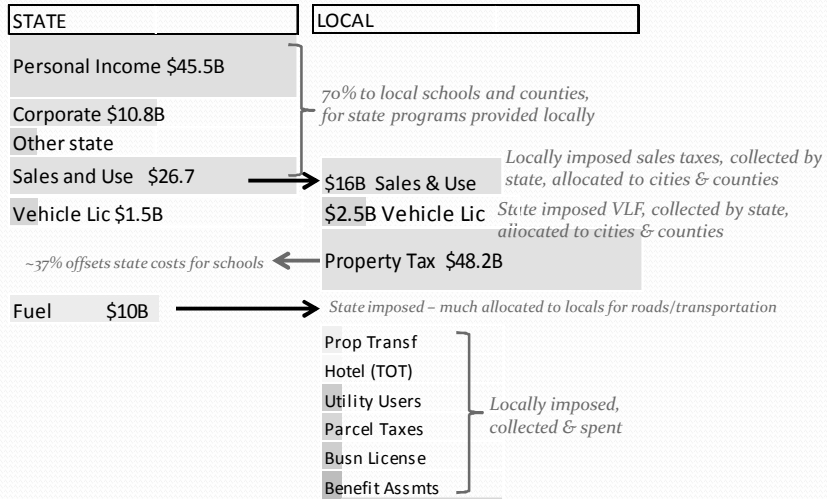 STATE
LOCAL
Personal Income $45.5B
70% to local schools and counties,
for state programs provided locally
Corporate $10.8B
Other state
Sales and Use $26.7
$16B Sales & Use
Locally imposed sales taxes, collected by
state, allocated to cities & counties
Vehicle Lic $1.5B
$2.5B Vehicle Lic
State imposed VLF, collected by state,
allocated to cities & counties
~37% offsets state costs for schools
Property Tax $48.2B
Fuel $10B
State imposed – much allocated to locals for roads/transportation
Prop Transf
Hotel (TOT)
Utility Users
Parcel Taxes
Busn License
Benefit Assmts
Locally imposed,
collected & spent